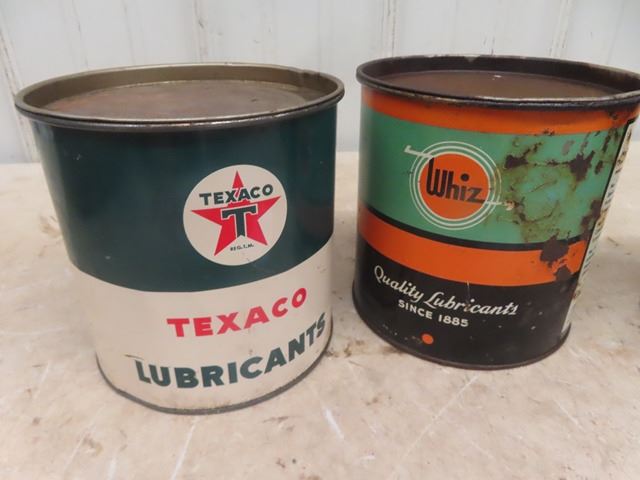 TEXACO
T
REG. T.M.
TEXACO
LUBRICANTS
Whiz
Quality Lubricants
SINCE 1885